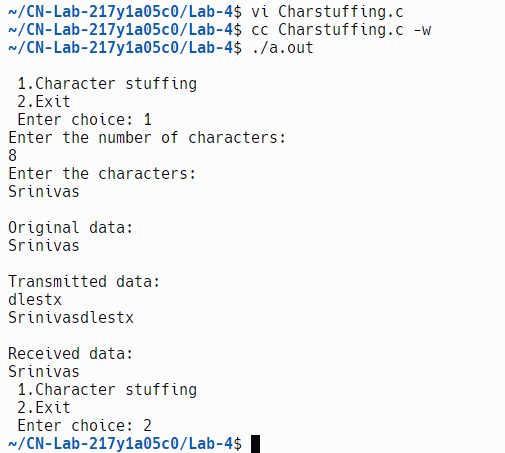 ~/CN-Lab-217y1a05c0/Lab-4$ vi Charstuffing.c
~/CN-Lab-217y1a05c0/Lab-4$ cc Charstuffing.c -w
~/CN-Lab-217y1a05c0/Lab-4$ ./a.out
1.Character stuffing
2.Exit
Enter choice: 1
Enter the number of characters:
8
Enter the characters:
Srinivas
Original data:
Srinivas
Transmitted data:
dlestx
Srinivasdlestx
Received data:
Srinivas
1.Character stuffing
2.Exit
Enter choice: 2
~/CN-Lab-217y1a05c0/Lab-4$